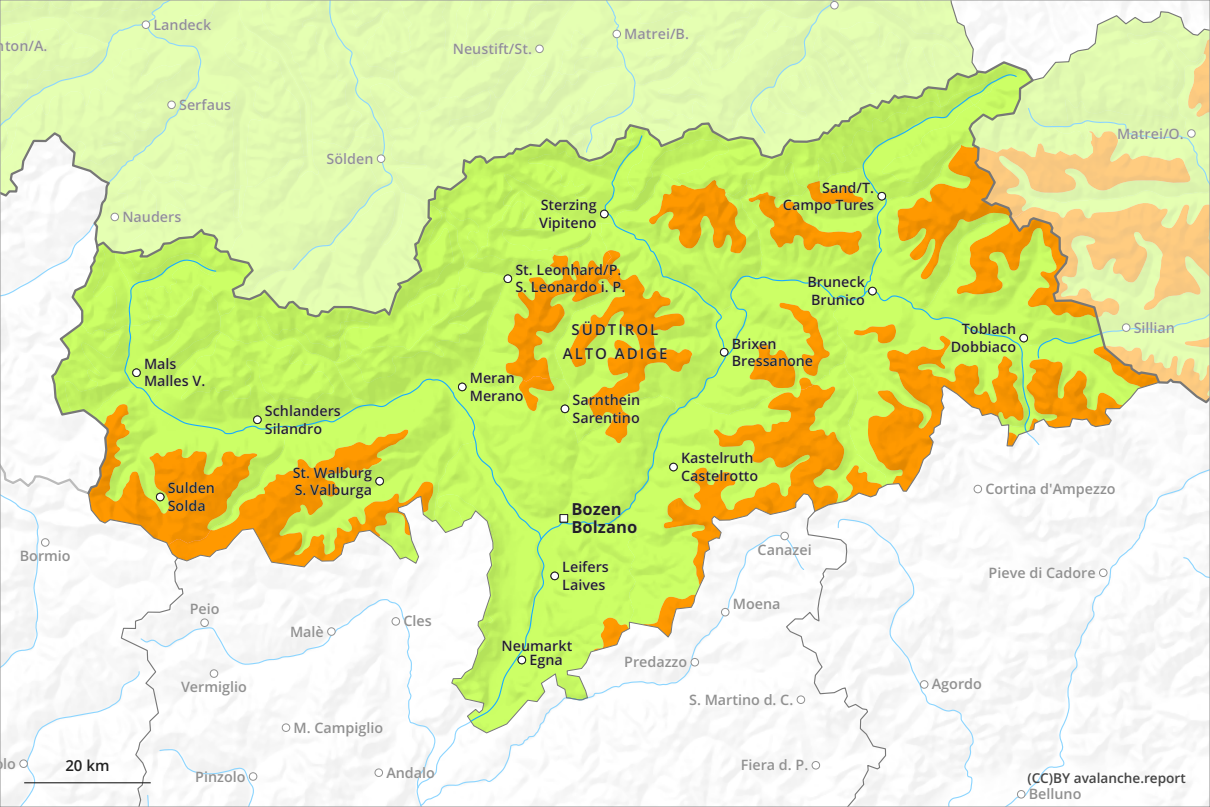 Landeck
nton/A.
Neustift/St.
Matrei/B.
Serfaus
Matrei/O.
Sölden
Sand/T.
Campo Tures
Nauders
Sterzing
Vipiteno
St. Leonhard/P.
S. Leonardo i. P.
Bruneck
Brunico
SÜDTIROL
ALTO ADIGE
Toblach
Dobbiaco
Sillian
Brixen
Bressanone
Mals
Malles V.
Meran
Merano
Sarnthein
Sarentino
Schlanders
Silandro
Kastelruth
Castelrotto
St. Walburg
S. Valburga
Sulden
Solda
Cortina d'Ampezzo
Bozen
Bolzano
Bormio
Canazei
Leifers
Laives
Pieve di Cadore
Peio
Moena
Malè
Cles
Neumarkt
Egna
Predazzo
Vermiglio
Agordo
S. Martino d. C.
M. Campiglio
olo
20 km
Pinzolo
Andalo
Fiera d. P.
(CC)BY avalanche.report
Belluno